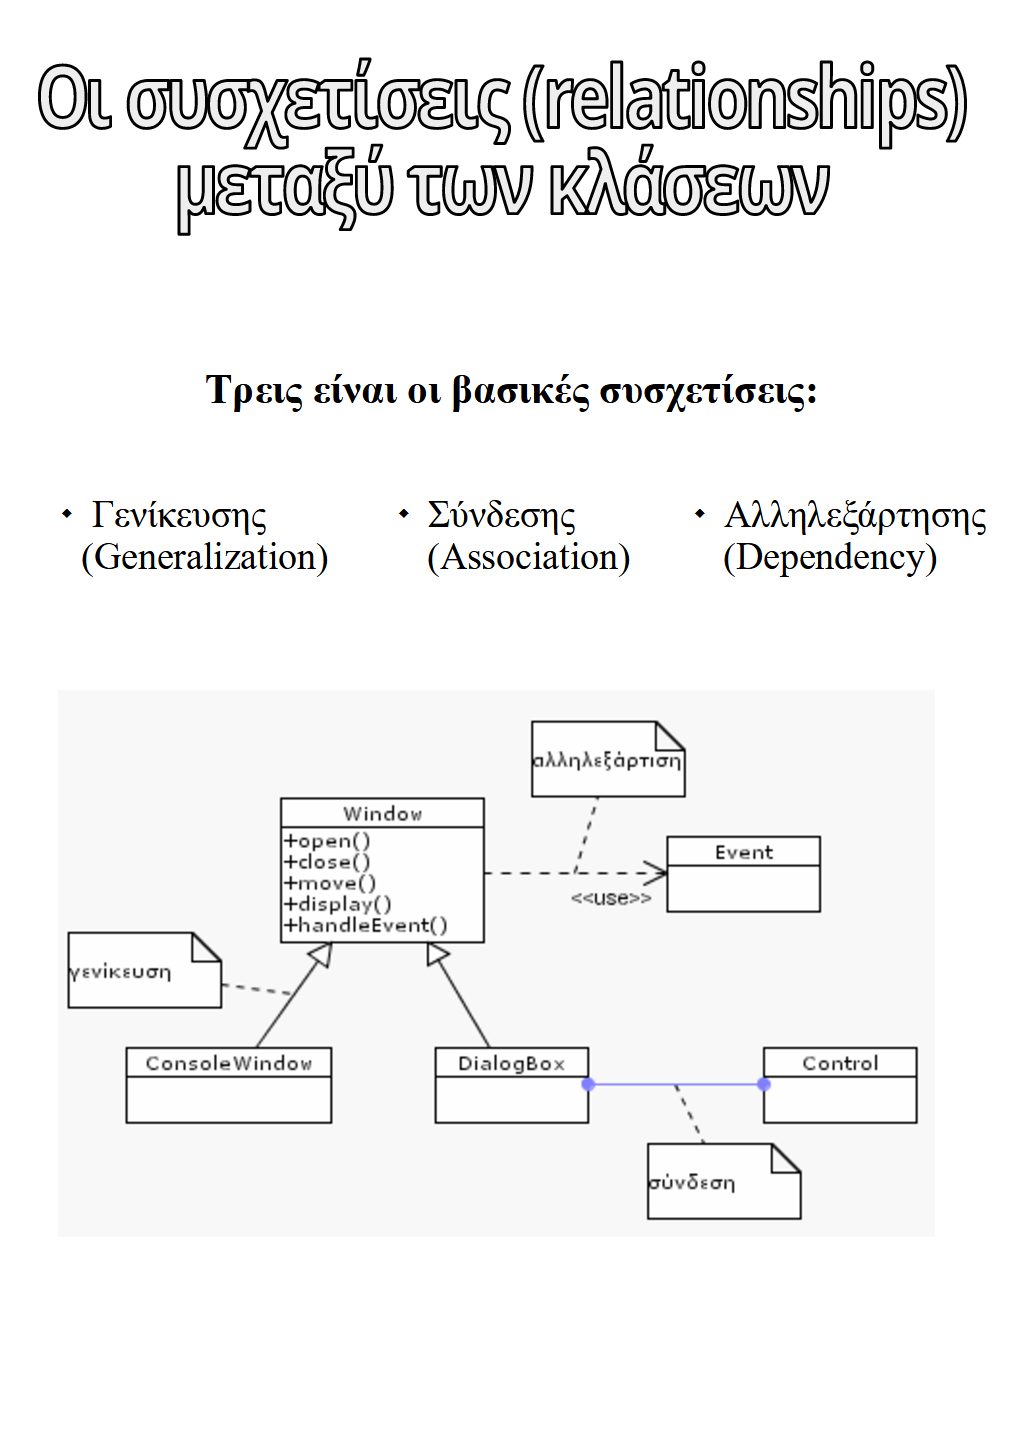 Οι συσχετίσεις (relationships)
μεταξύ των κλάσεων
Τρεις είναι οι βασικές συσχετίσεις:
• Γενίκευσης
(Generalization)
• Σύνδεσης
(Association)
• Αλληλεξάρτησης
(Dependency)
αλληλεξάρτιση
Window
+open()
+close()
+move()
+display()
+handleEvent()
Event
<<use>>
γενίκευση
ConsoleWindow
DialogBox
Control
σύνδεση